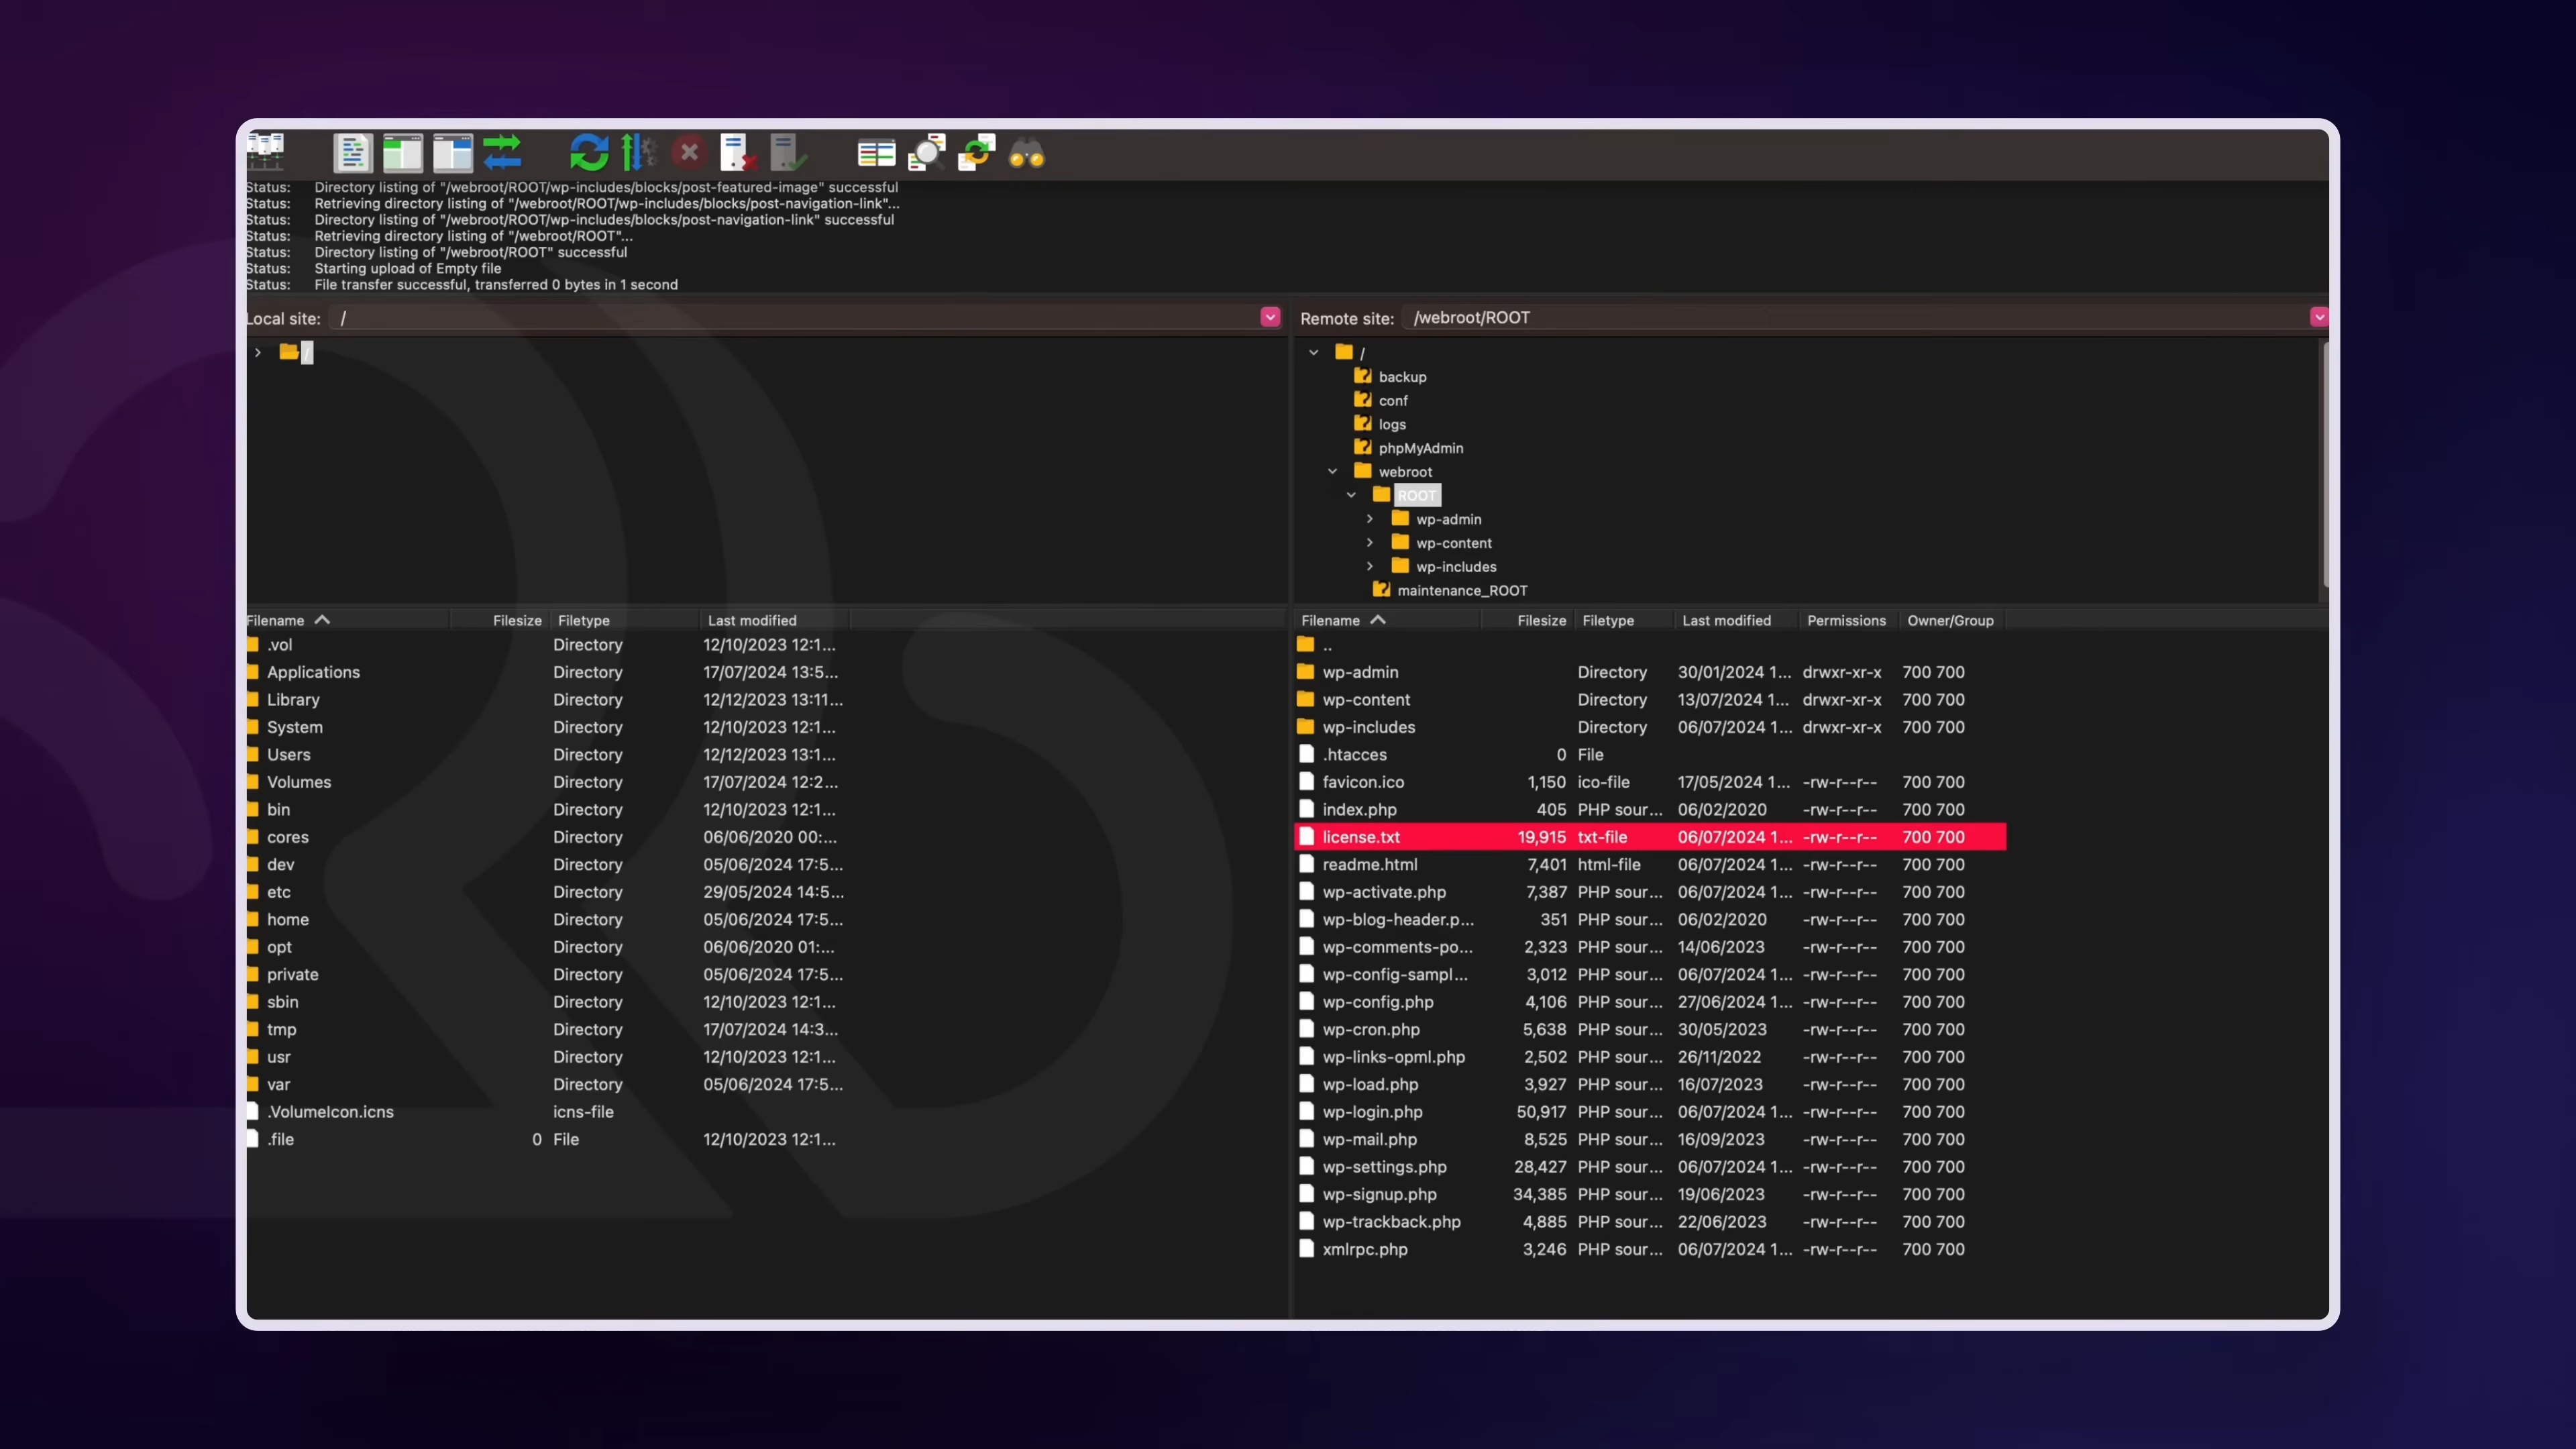 Status: Directory listing of "/webroot/ROOT/wp-includes/blocks/post-featured-image" successful
Status: Retrieving directory listing of "/webroot/ROOT/wp-includes/blocks/post-navigation-link"...
Status: Directory listing of "/webroot/ROOT/wp-includes/blocks/post-navigation-link" successful
Status: Retrieving directory listing of "/webroot/ROOT"...
Status: Directory listing of "/webroot/ROOT" successful
Status: Starting upload of Empty file
Status: File transfer successful, transferred 0 bytes in 1 second
Local site: /
/
Filename Filesize Filetype Last modified
.vol Directory 12/10/2023 12:1...
Applications Directory 17/07/2024 13:5...
Library Directory 12/12/2023 13:11...
System Directory 12/10/2023 12:1...
Users Directory 12/12/2023 13:1...
Volumes Directory 17/07/2024 12:2...
bin Directory 12/10/2023 12:1...
cores Directory 06/06/2020 00:...
dev Directory 05/06/2024 17:5...
etc Directory 29/05/2024 14:5...
home Directory 05/06/2024 17:5...
opt Directory 06/06/2020 01:...
private Directory 05/06/2024 17:5...
sbin Directory 12/10/2023 12:1...
tmp Directory 17/07/2024 14:3...
usr Directory 12/10/2023 12:1...
var Directory 05/06/2024 17:5...
.VolumeIcon.icns icns-file
.file 0 File 12/10/2023 12:1...
Remote site: /webroot/ROOT
/
backup
conf
logs
phpMyAdmin
webroot
ROOT
wp-admin
wp-content
wp-includes
maintenance_ROOT
Filename Filesize Filetype Last modified Permissions Owner/Group
..
wp-admin Directory 30/01/2024 1... drwxr-xr-x 700 700
wp-content Directory 13/07/2024 1... drwxr-xr-x 700 700
wp-includes Directory 06/07/2024 1... drwxr-xr-x 700 700
.htacces 0 File
favicon.ico 1,150 ico-file 17/05/2024 1... -rw-r--r-- 700 700
index.php 405 PHP sour... 06/02/2020 -rw-r--r-- 700 700
license.txt 19,915 txt-file 06/07/2024 1... -rw-r--r-- 700 700
readme.html 7,401 html-file 06/07/2024 1... -rw-r--r-- 700 700
wp-activate.php 7,387 PHP sour... 06/07/2024 1... -rw-r--r-- 700 700
wp-blog-header.p... 351 PHP sour... 06/02/2020 -rw-r--r-- 700 700
wp-comments-po... 2,323 PHP sour... 14/06/2023 -rw-r--r-- 700 700
wp-config-sampl... 3,012 PHP sour... 06/07/2024 1... -rw-r--r-- 700 700
wp-config.php 4,106 PHP sour... 27/06/2024 1... -rw-r--r-- 700 700
wp-cron.php 5,638 PHP sour... 30/05/2023 -rw-r--r-- 700 700
wp-links-opml.php 2,502 PHP sour... 26/11/2022 -rw-r--r-- 700 700
wp-load.php 3,927 PHP sour... 16/07/2023 -rw-r--r-- 700 700
wp-login.php 50,917 PHP sour... 06/07/2024 1... -rw-r--r-- 700 700
wp-mail.php 8,525 PHP sour... 16/09/2023 -rw-r--r-- 700 700
wp-settings.php 28,427 PHP sour... 06/07/2024 1... -rw-r--r-- 700 700
wp-signup.php 34,385 PHP sour... 19/06/2023 -rw-r--r-- 700 700
wp-trackback.php 4,885 PHP sour... 22/06/2023 -rw-r--r-- 700 700
xmlrpc.php 3,246 PHP sour... 06/07/2024 1... -rw-r--r-- 700 700